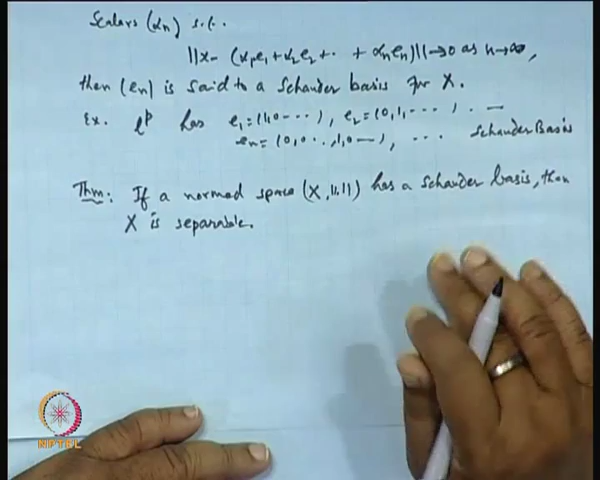 Scalars (αn) s.t.
||x- (α1e1+α2e2+·· + αnen)||→0 as n→∞,
then (en) is said to a Schauder basis for X.
Ex. lᵖ has e1=(1,0---), e2=(0,1,---) . —
en=(0,0··,1,0—), ··· Schauder Basis
Thm: If a normed space (X, ||.||) has a Schauder basis, then
X is separable.
NPTEL